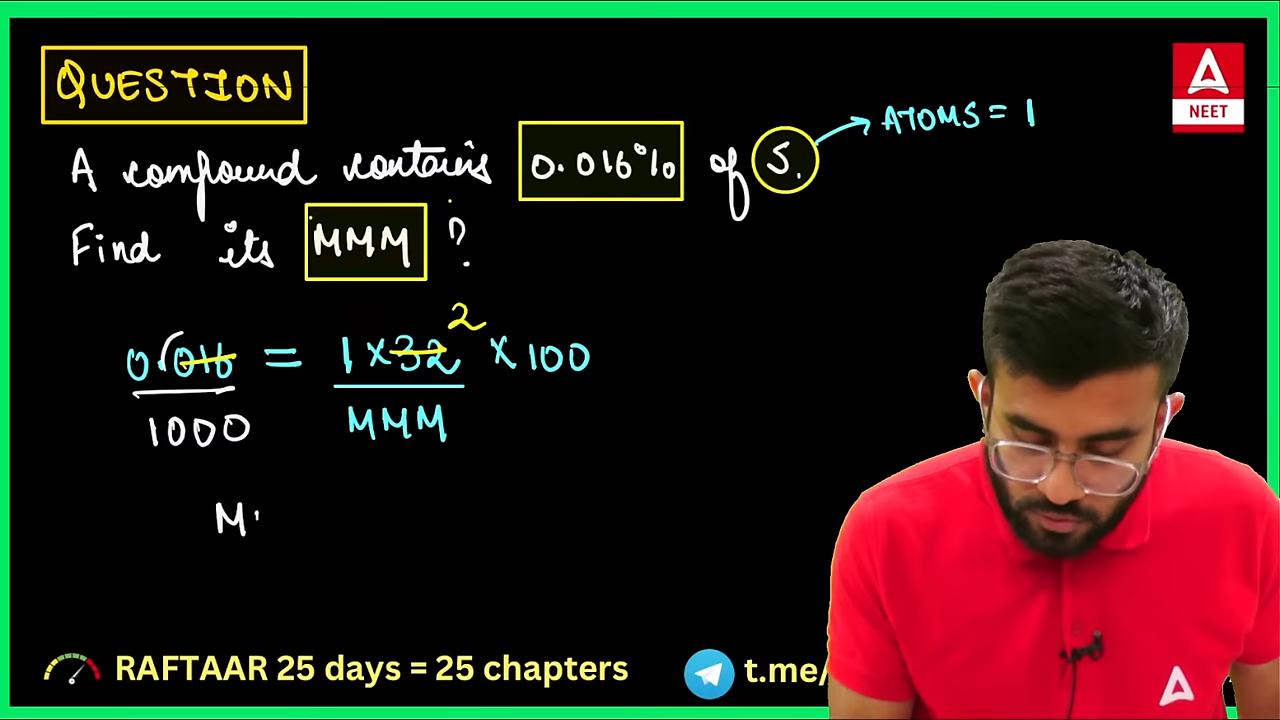 QUESTION
NEET
ATOMS = 1
A compound contains 0.016% of S.
Find its MMM ?
2
0.016 = 1 × 32 × 100
1000 MMM
M
RAFTAAR 25 days = 25 chapters
t.me/